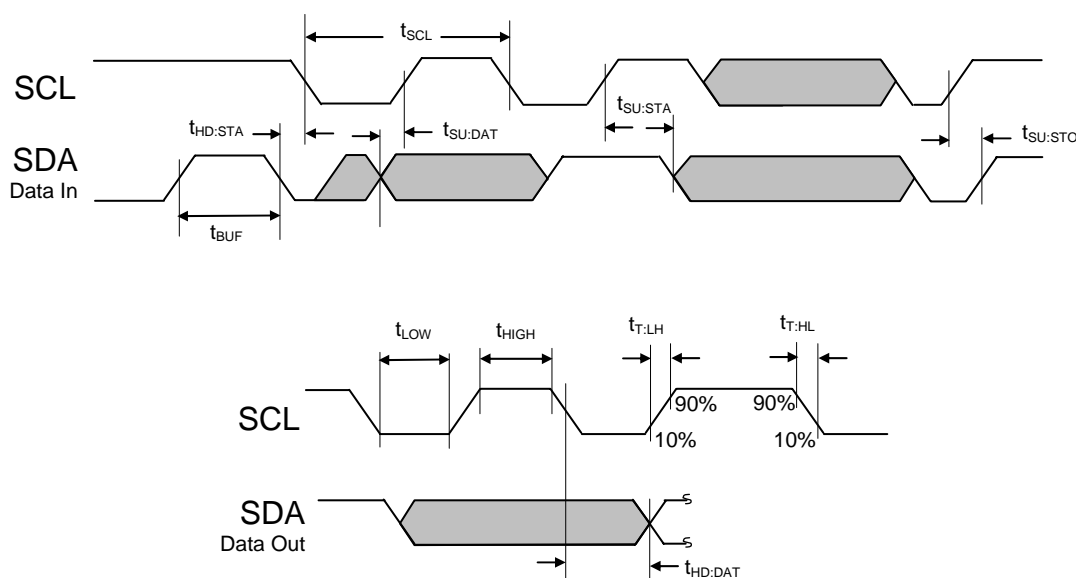 tSCL
SCL
tSU:STA
tHD:STA
tSU:DAT
tSU:STO
SDA
Data In
tBUF
tLOW
tHIGH
tT:LH
tT:HL
SCL
90%
90%
10%
10%
SDA
Data Out
tHD:DAT